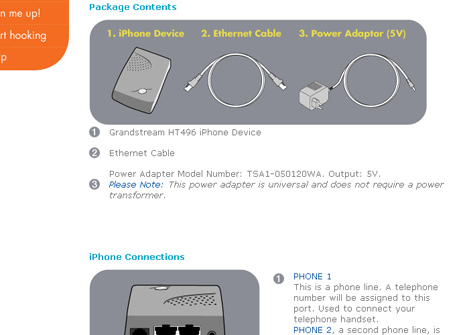 n me up!
rt hooking
p
Package Contents
1. iPhone Device 2. Ethernet Cable 3. Power Adaptor (5V)
1 Grandstream HT496 iPhone Device
2 Ethernet Cable
Power Adapter Model Number: TSA1-050120WA. Output: 5V.
3 Please Note: This power adapter is universal and does not require a power
transformer.
iPhone Connections
1 PHONE 1
This is a phone line. A telephone
number will be assigned to this
port. Used to connect your
telephone handset.
PHONE 2, a second phone line, is